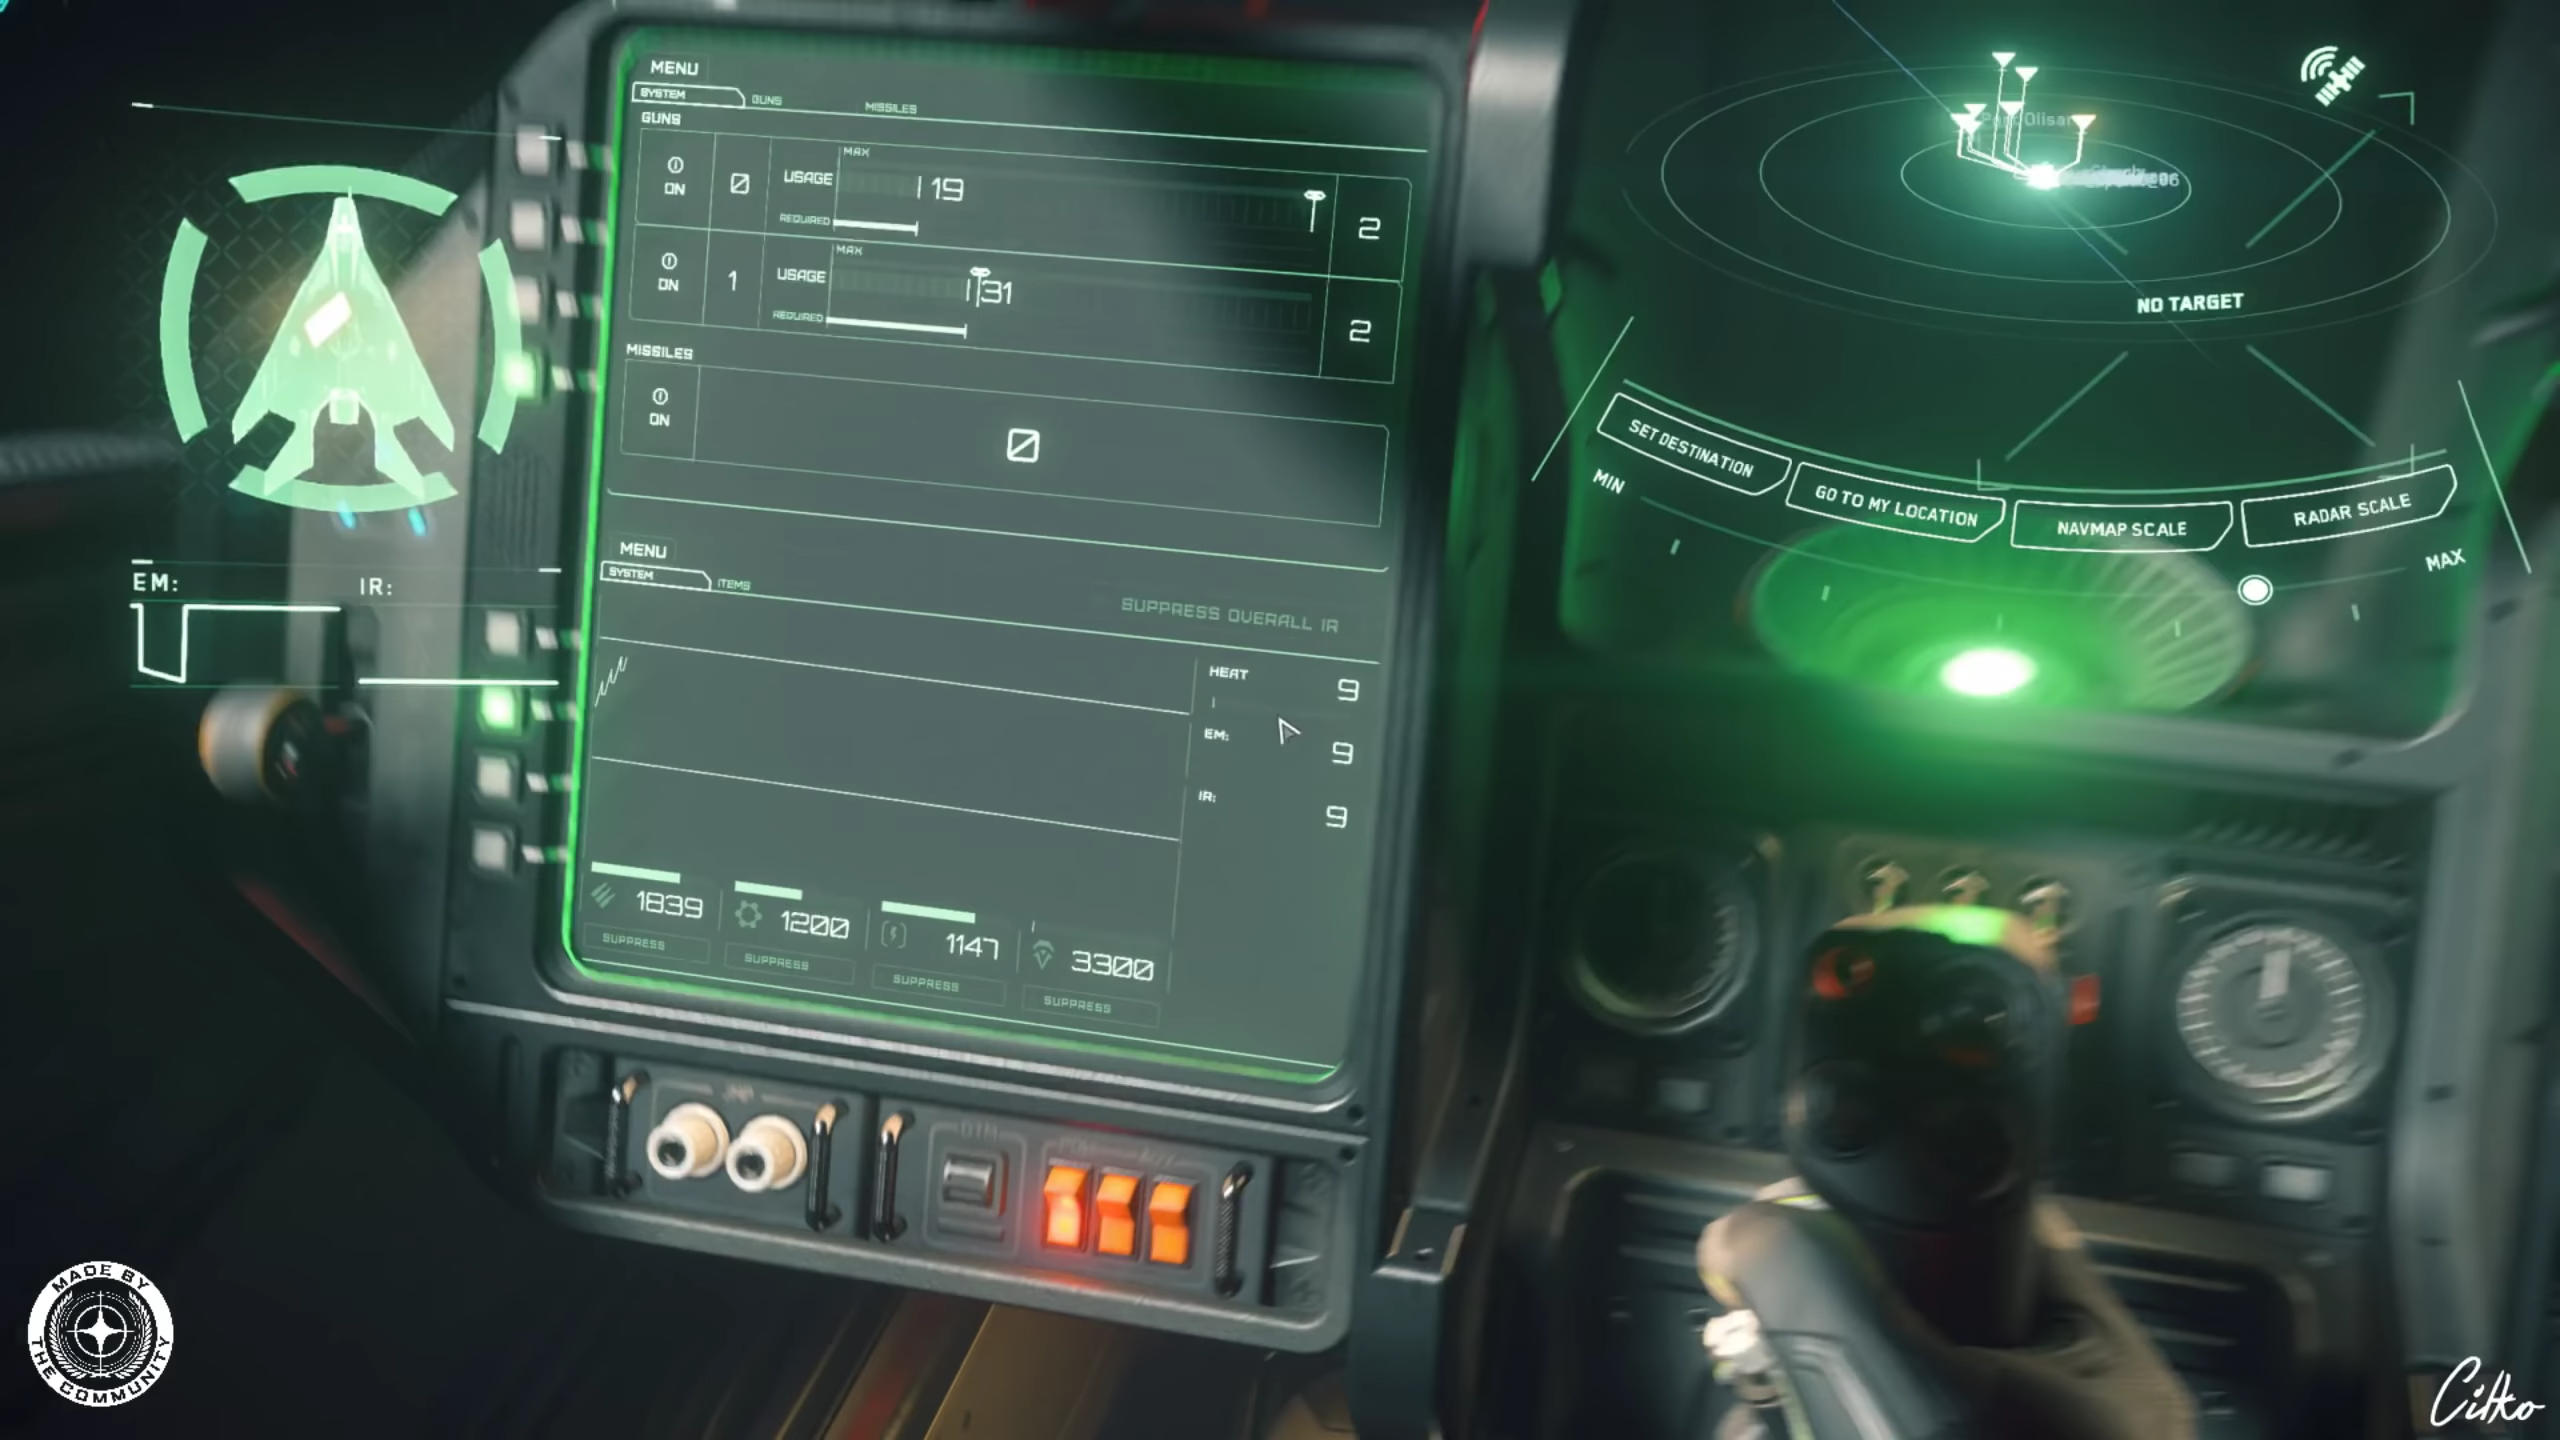 MENU
SYSTEM GUNS MISSILES
GUNS
ON 0 USAGE MAX 19 2
REQUIRED
ON 1 USAGE MAX 31 2
REQUIRED
MISSILES
ON 0
MENU
SYSTEM ITEMS
SUPPRESS OVERALL IR
HEAT 9
EM: 9
IR: 9
1839 1200 1147 3300
SUPPRESS SUPPRESS SUPPRESS SUPPRESS
EM: IR:
NO TARGET
SET DESTINATION GO TO MY LOCATION NAVMAP SCALE RADAR SCALE
MIN MAX
MADE BY
THE COMMUNITY
Cifko